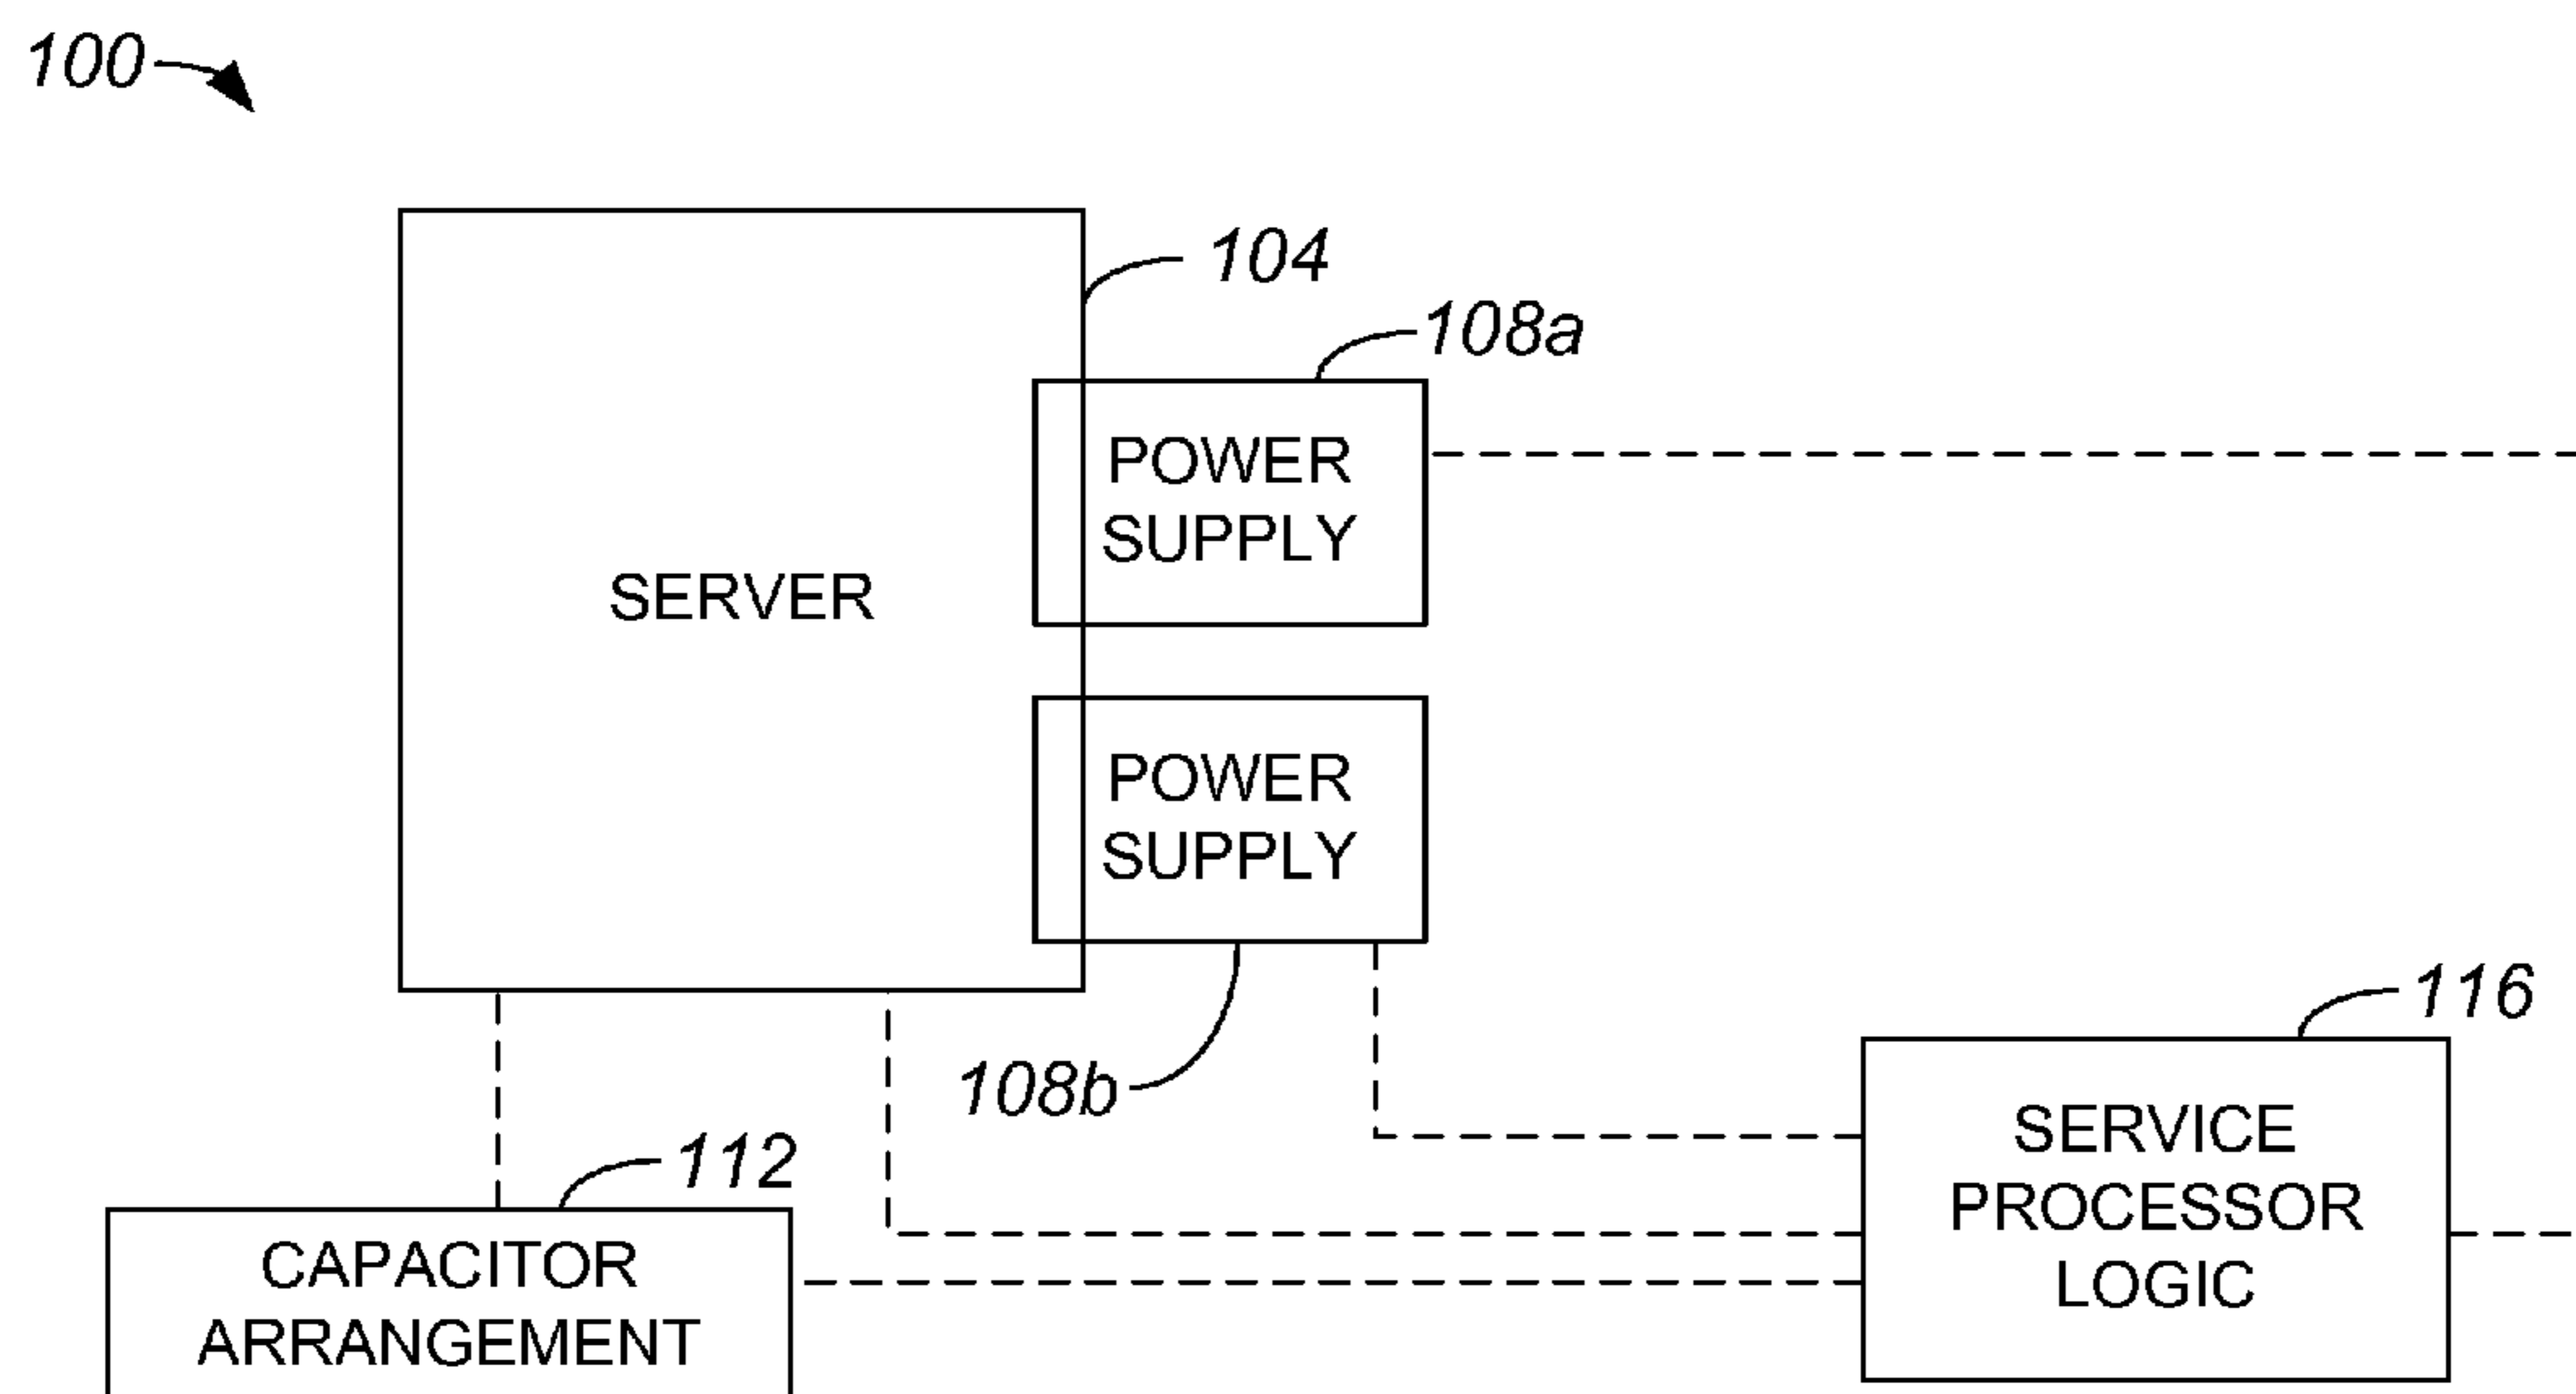 100
104
108a
POWER
SUPPLY
SERVER
POWER
SUPPLY
108b
116
SERVICE
PROCESSOR
LOGIC
112
CAPACITOR
ARRANGEMENT